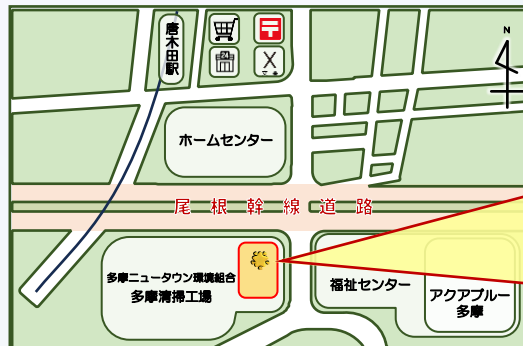 唐木田駅
24
N
ホームセンター
尾根幹線道路
多摩ニュータウン環境組合
多摩清掃工場
福祉センター
アクアブルー
多摩